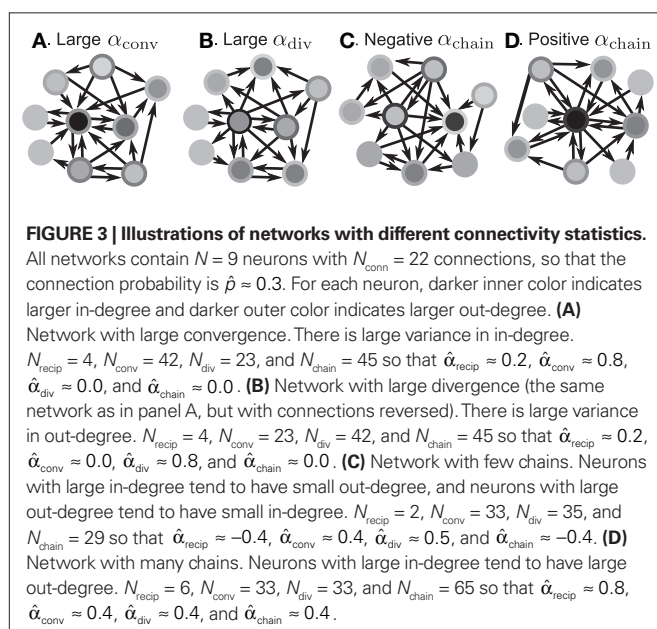 A. Large α_conv B. Large α_div C. Negative α_chain D. Positive α_chain
FIGURE 3 | Illustrations of networks with different connectivity statistics.
All networks contain N = 9 neurons with N_conn = 22 connections, so that the
connection probability is p̂ ≈ 0.3. For each neuron, darker inner color indicates
larger in-degree and darker outer color indicates larger out-degree. (A)
Network with large convergence. There is large variance in in-degree.
N_recip = 4, N_conv = 42, N_div = 23, and N_chain = 45 so that α̂_recip ≈ 0.2, α̂_conv ≈ 0.8,
α̂_div ≈ 0.0, and α̂_chain ≈ 0.0. (B) Network with large divergence (the same
network as in panel A, but with connections reversed). There is large variance
in out-degree. N_recip = 4, N_conv = 23, N_div = 42, and N_chain = 45 so that α̂_recip ≈ 0.2,
α̂_conv ≈ 0.0, α̂_div ≈ 0.8, and α̂_chain ≈ 0.0. (C) Network with few chains. Neurons
with large in-degree tend to have small out-degree, and neurons with large
out-degree tend to have small in-degree. N_recip = 2, N_conv = 33, N_div = 35, and
N_chain = 29 so that α̂_recip ≈ −0.4, α̂_conv ≈ 0.4, α̂_div ≈ 0.5, and α̂_chain ≈ −0.4. (D)
Network with many chains. Neurons with large in-degree tend to have large
out-degree. N_recip = 6, N_conv = 33, N_div = 33, and N_chain = 65 so that α̂_recip ≈ 0.8,
α̂_conv ≈ 0.4, α̂_div ≈ 0.4, and α̂_chain ≈ 0.4.